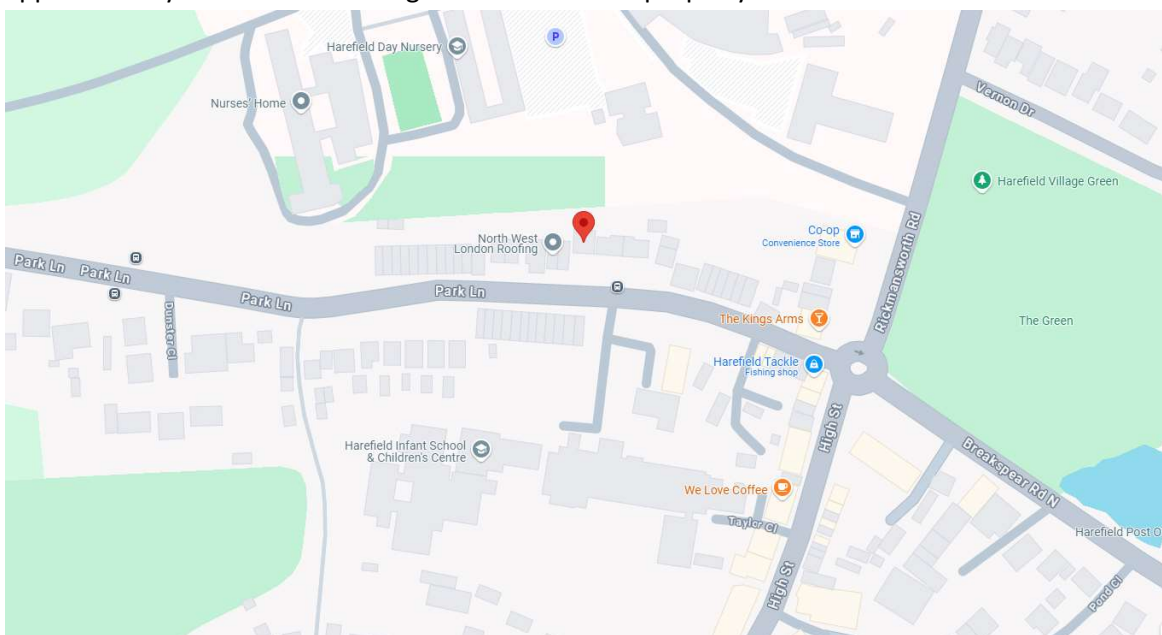 Harefield Day Nursery
P
Nurses' Home
Vernon Dr
Harefield Village Green
Co-op
Convenience Store
North West
London Roofing
Rickmansworth Rd
Park Ln
Park Ln
Park Ln
Park Ln
Dunster Cl
The Kings Arms
The Green
Harefield Tackle
Fishing shop
High St
Harefield Infant School
& Children's Centre
Breakspear Rd N
We Love Coffee
Taylor Cl
Harefield Post O
High St
Pond Cl